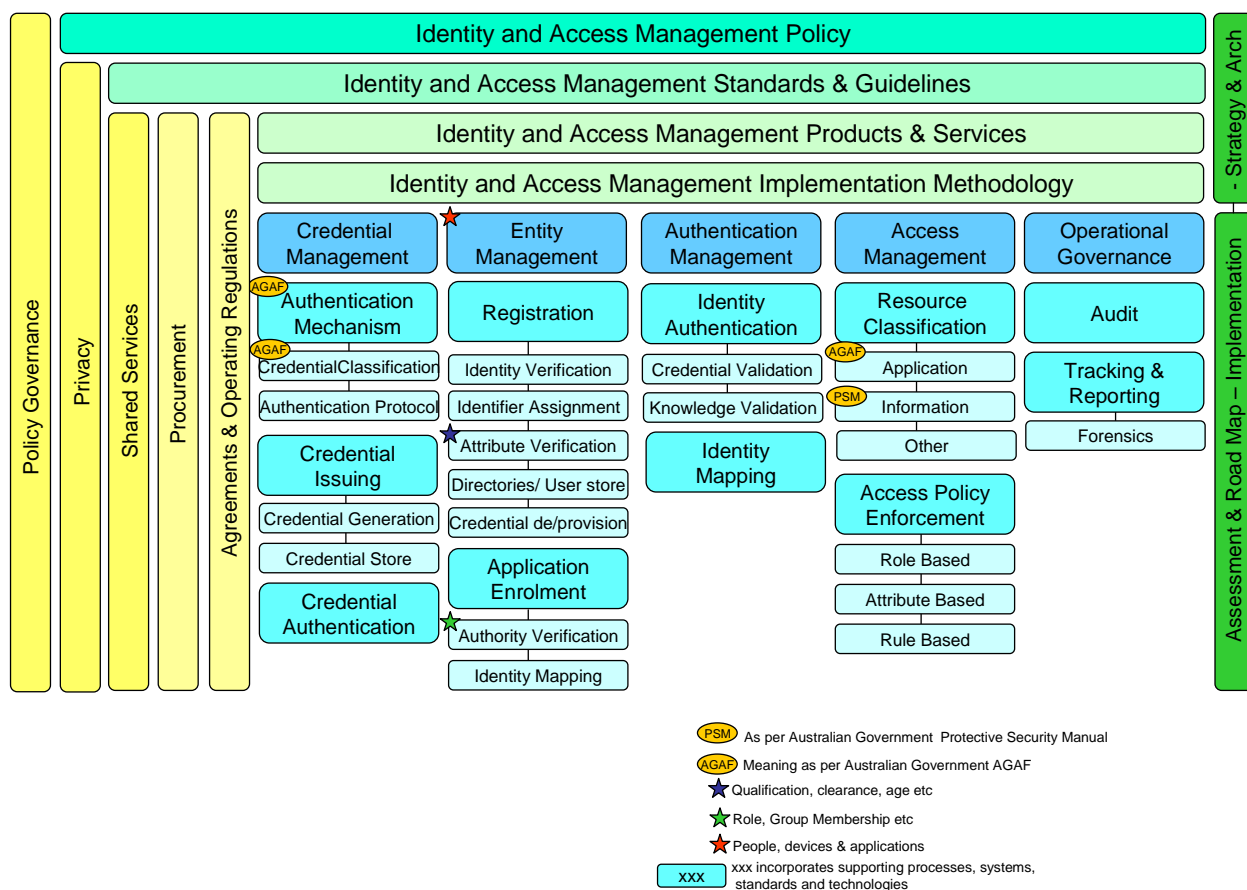 Identity and Access Management Policy
Identity and Access Management Standards & Guidelines
Identity and Access Management Products & Services
Identity and Access Management Implementation Methodology
Policy Governance
Privacy
Shared Services
Procurement
Agreements & Operating Regulations
Credential
Management
AGAF
Authentication
Mechanism
AGAF
CredentialClassification
Authentication Protocol
Credential
Issuing
Credential Generation
Credential Store
Credential
Authentication
Entity
Management
Registration
Identity Verification
Identifier Assignment
Attribute Verification
Directories/ User store
Credential de/provision
Application
Enrolment
Authority Verification
Identity Mapping
Authentication
Management
Identity
Authentication
Credential Validation
Knowledge Validation
Identity
Mapping
Access
Management
Resource
Classification
AGAF
Application
PSM
Information
Other
Access Policy
Enforcement
Role Based
Attribute Based
Rule Based
Operational
Governance
Audit
Tracking &
Reporting
Forensics
- Strategy & Arch
Assessment & Road Map – Implementation
PSM As per Australian Government Protective Security Manual
AGAF Meaning as per Australian Government AGAF
Qualification, clearance, age etc
Role, Group Membership etc
People, devices & applications
xxx xxx incorporates supporting processes, systems,
standards and technologies